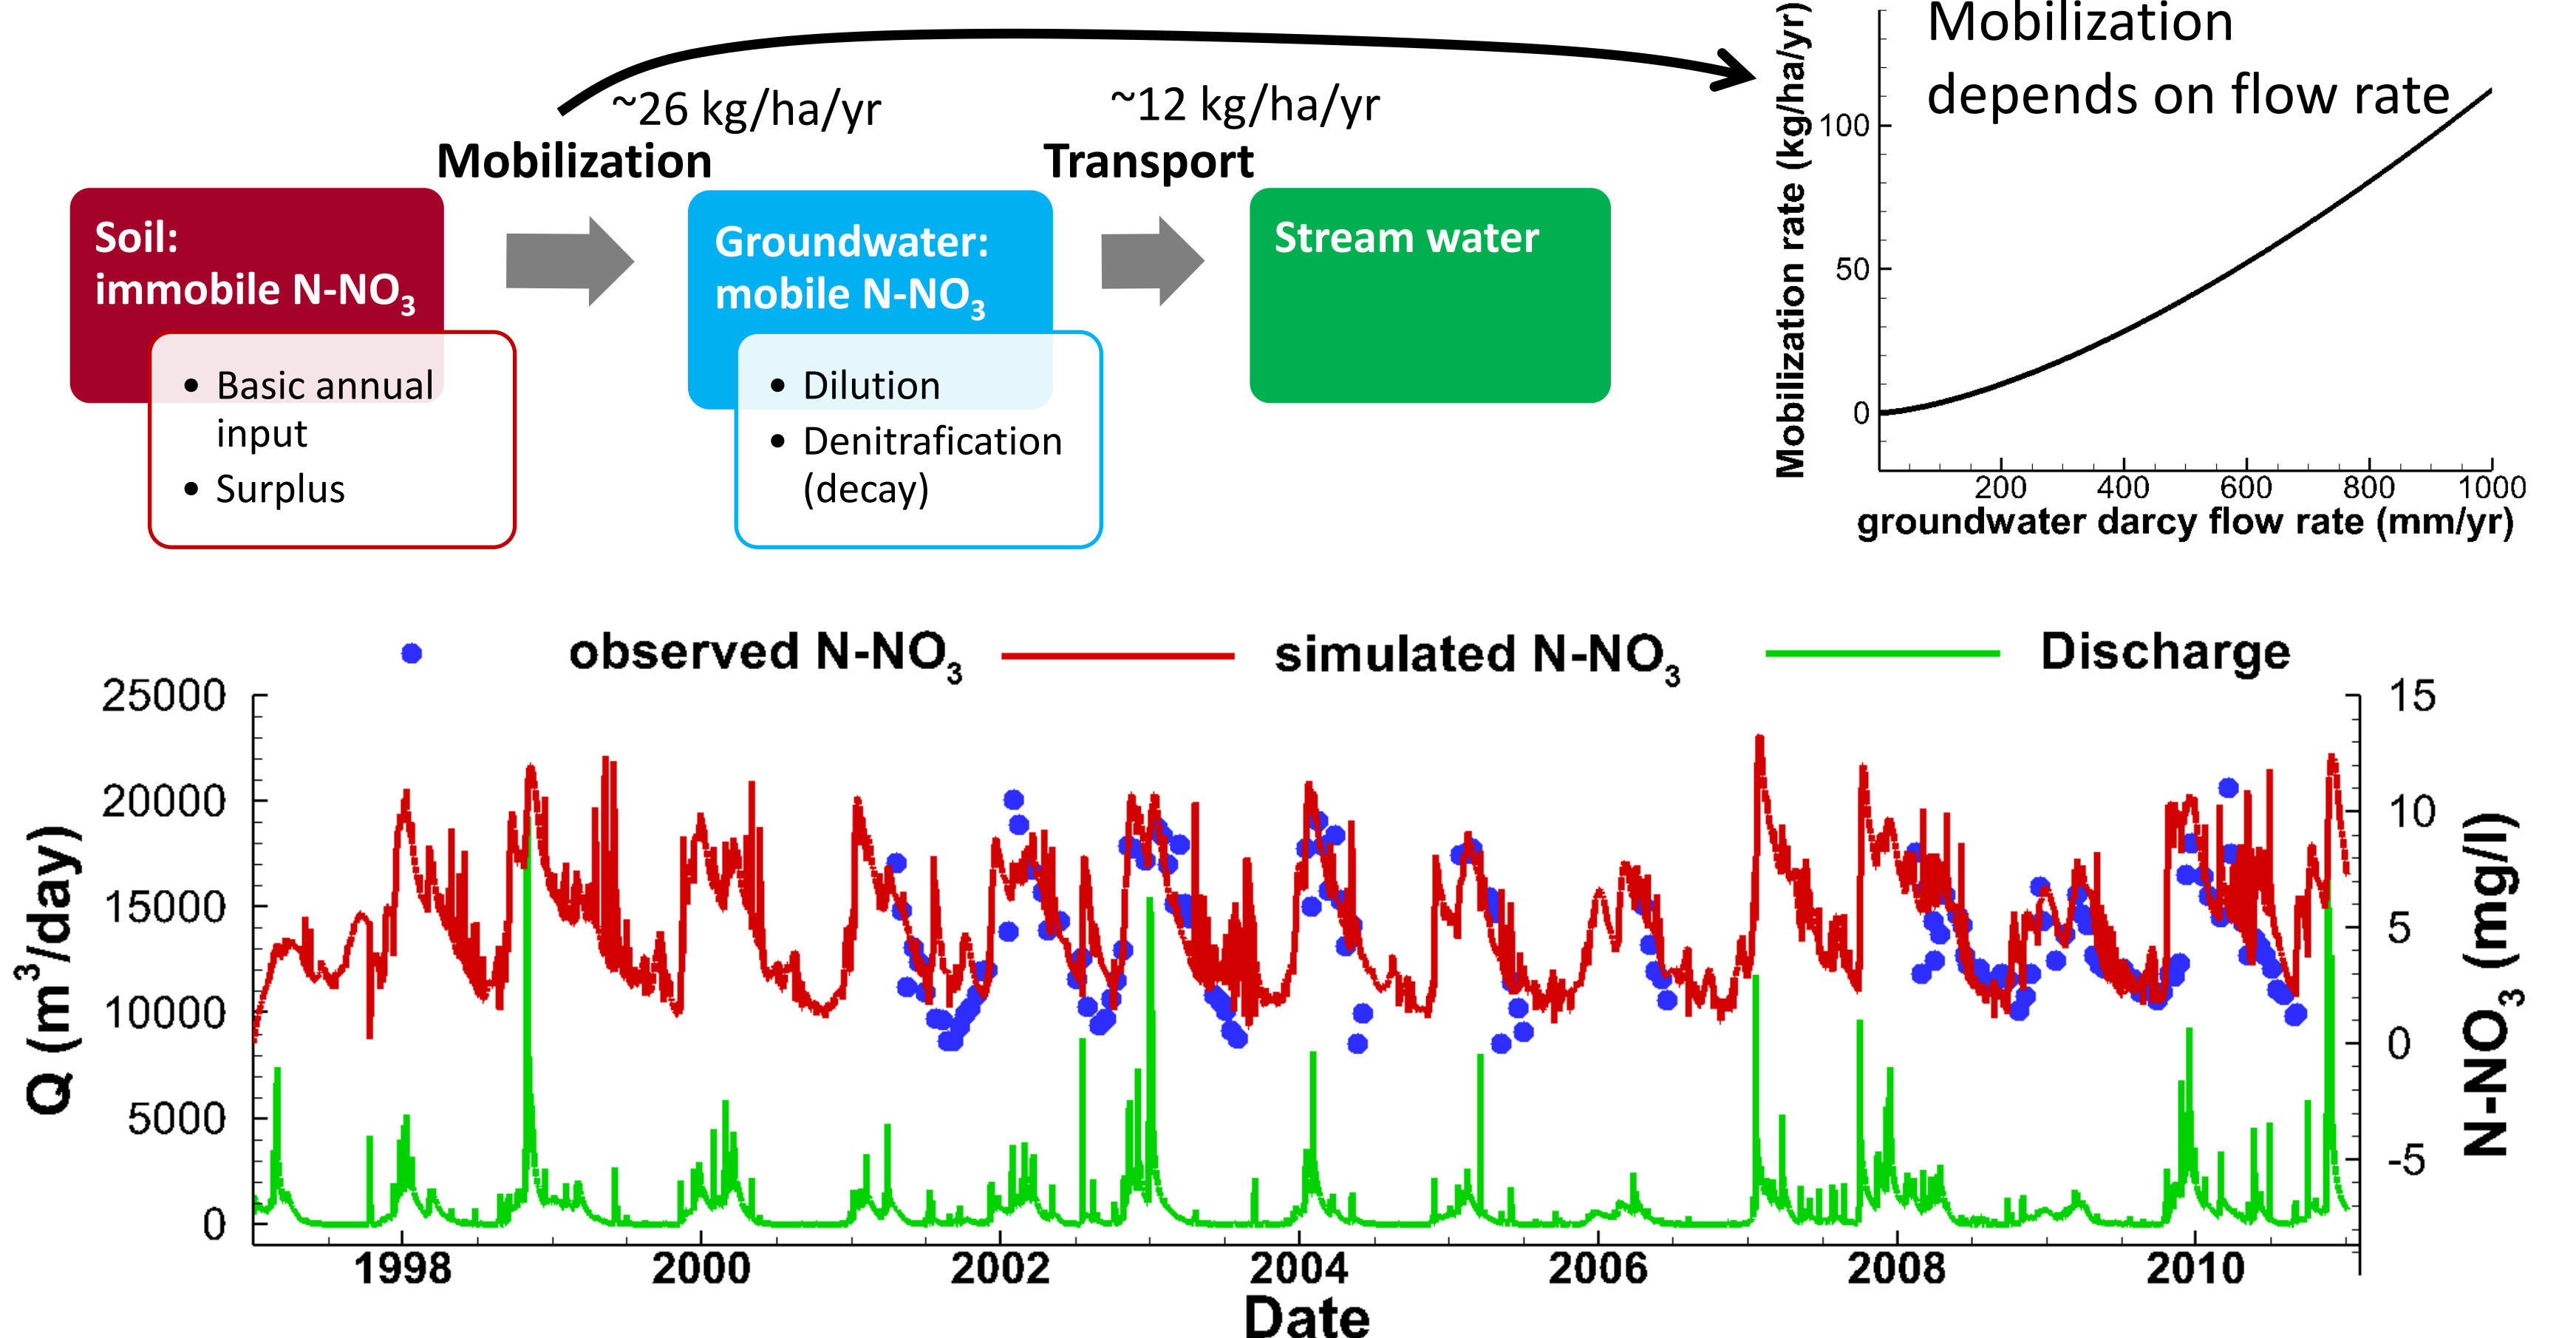 ~26 kg/ha/yr
~12 kg/ha/yr
Mobilization
Transport
Soil:
immobile N-NO₃
• Basic annual
input
• Surplus
Groundwater:
mobile N-NO₃
• Dilution
• Denitrafication
(decay)
Stream water
Mobilization
depends on flow rate
Mobilization rate (kg/ha/yr)
100
50
0
200 400 600 800 1000
groundwater darcy flow rate (mm/yr)
observed N-NO₃ simulated N-NO₃ Discharge
Q (m³/day)
25000
20000
15000
10000
5000
0
15
10
5
0
-5
N-NO₃ (mg/l)
1998 2000 2002 2004 2006 2008 2010
Date